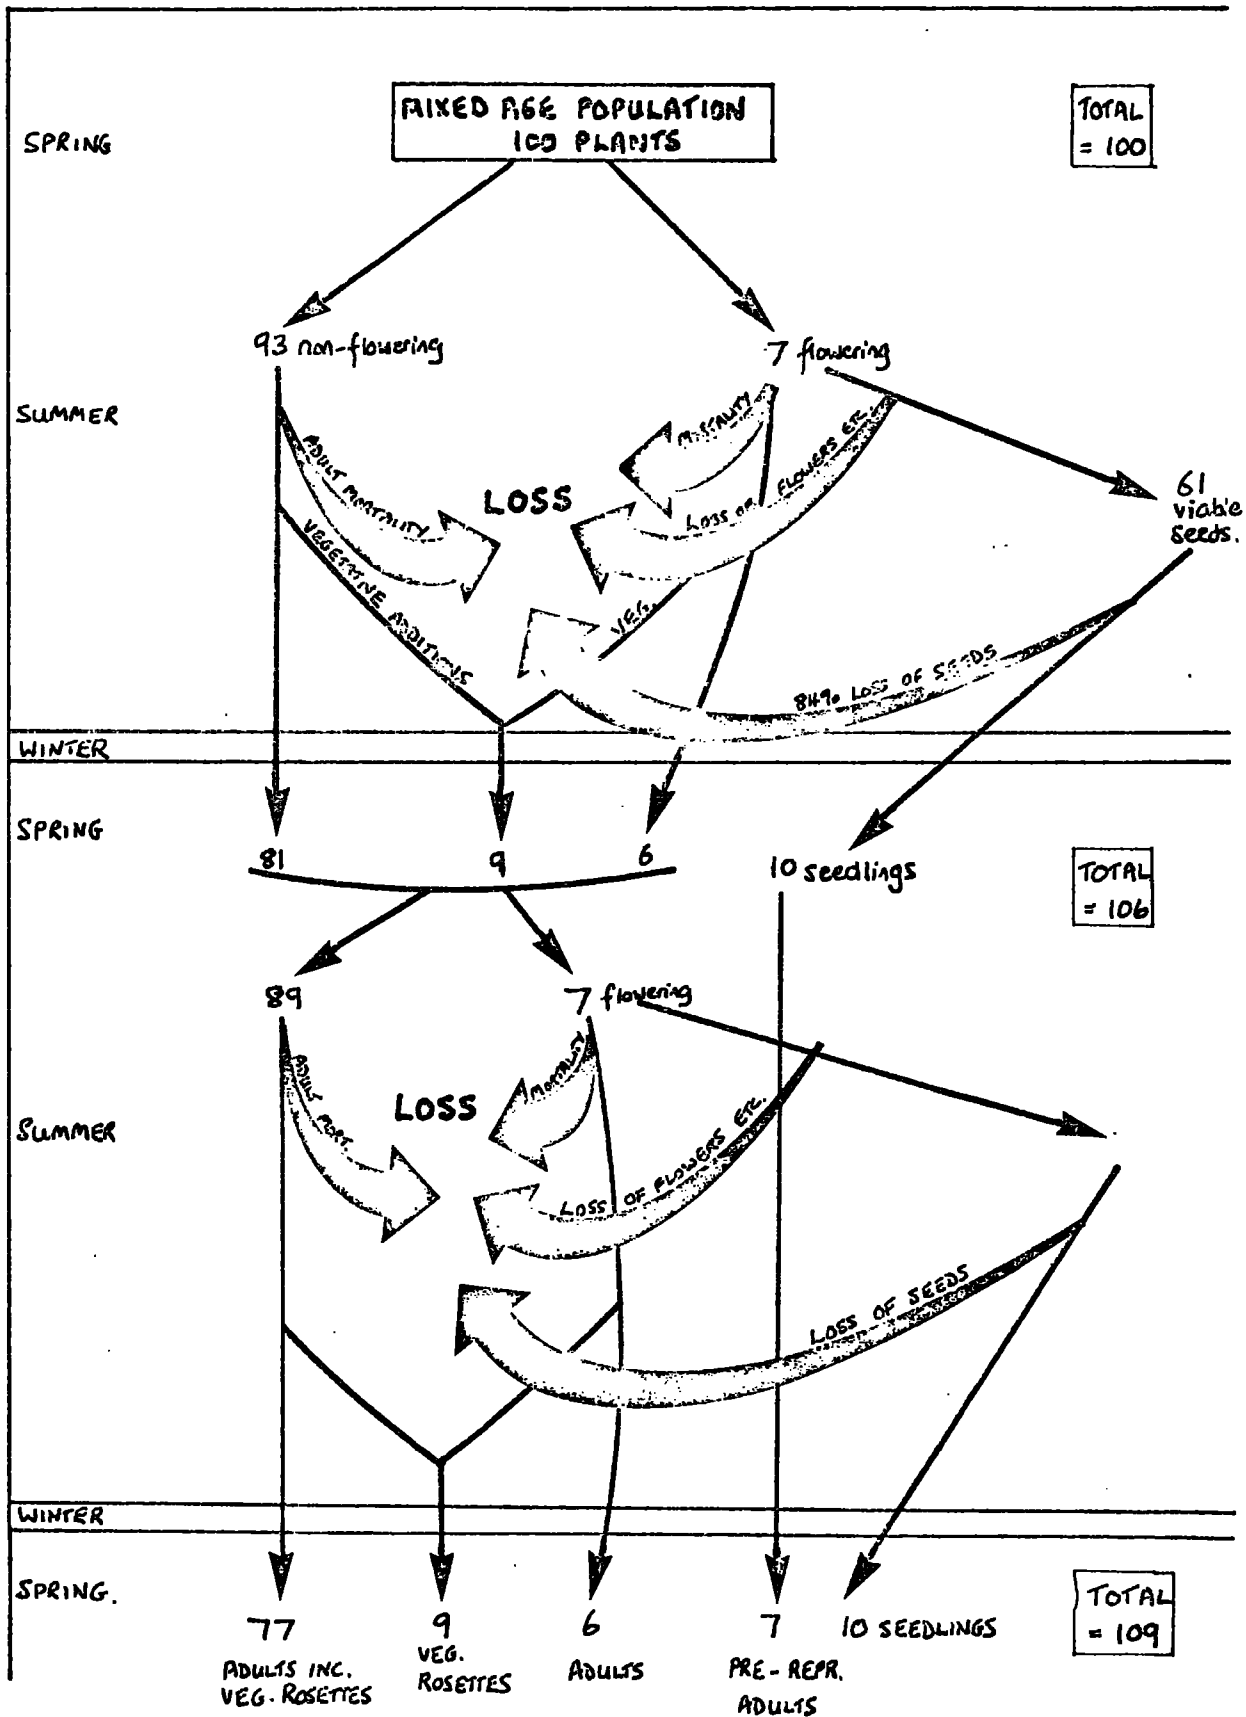 MIXED AGE POPULATION
100 PLANTS
TOTAL
= 100
SPRING
93 non-flowering
7 flowering
SUMMER
MORTALITY
LOSS OF FLOWERS ETC.
ADULT MORTALITY
LOSS
61
viable
seeds.
VEGETATIVE ADDITIONS
VEG.
84% LOSS OF SEEDS
WINTER
SPRING
81
9
6
10 seedlings
TOTAL
= 106
89
7 flowering
ADULT MORT.
MORTALITY
LOSS
SUMMER
LOSS OF FLOWERS ETC.
LOSS OF SEEDS
WINTER
SPRING.
77
9
6
7
10 SEEDLINGS
TOTAL
= 109
ADULTS INC.
VEG. ROSETTES
VEG.
ROSETTES
ADULTS
PRE-REPR.
ADULTS